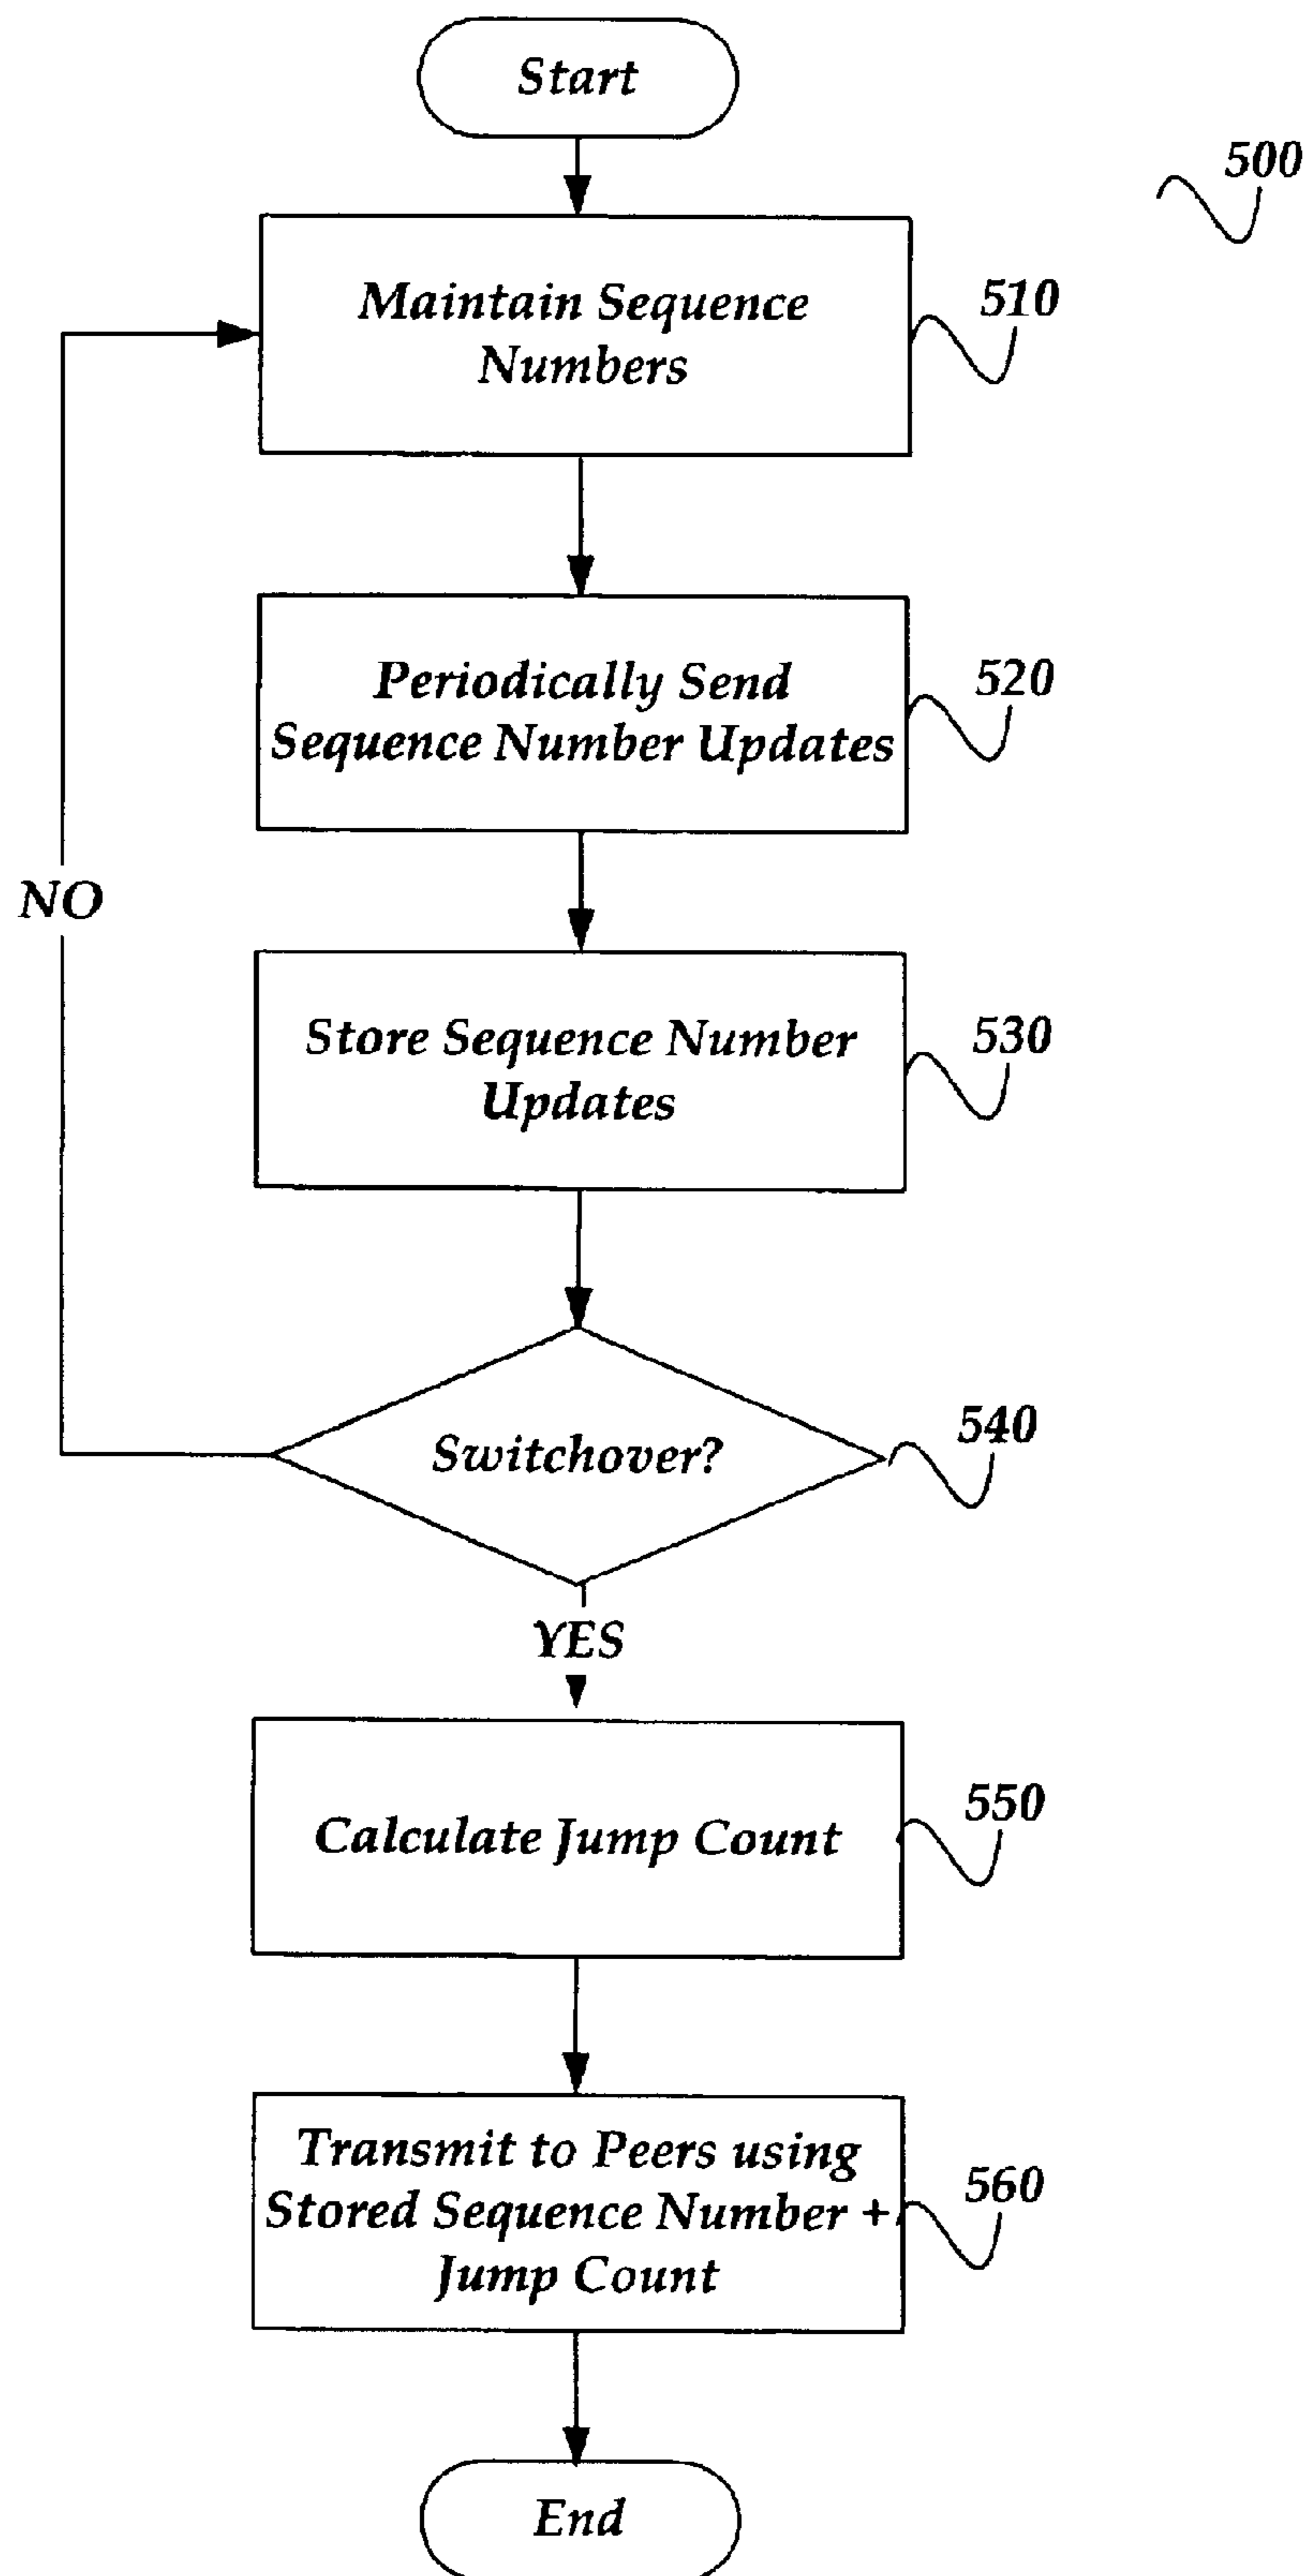 Start
500
Maintain Sequence
Numbers
510
Periodically Send
Sequence Number Updates
520
NO
Store Sequence Number
Updates
530
Switchover?
540
YES
Calculate Jump Count
550
Transmit to Peers using
Stored Sequence Number +
Jump Count
560
End